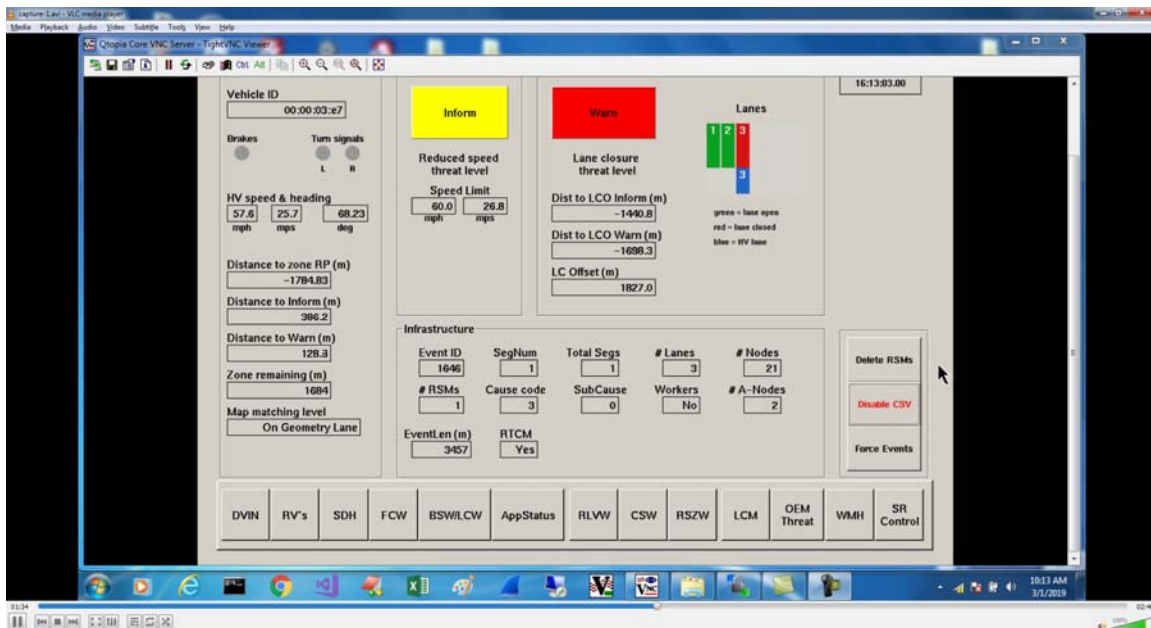 capture-1.avi - VLC media player
Media Playback Audio Video Subtitle Tools View Help
Qtopia Core VNC Server - TightVNC Viewer
Ctrl Alt
16:13:03.00
Vehicle ID
00:00:03:e7
Brakes
Turn signals
L R
HV speed & heading
57.6 25.7 68.23
mph mps deg
Distance to zone RP (m)
-1784.83
Distance to Inform (m)
386.2
Distance to Warn (m)
128.3
Zone remaining (m)
1684
Map matching level
On Geometry Lane
Inform
Reduced speed
threat level
Speed Limit
60.0 26.8
mph mps
Warn
Lane closure
threat level
Dist to LCO Inform (m)
-1440.8
Dist to LCO Warn (m)
-1698.3
LC Offset (m)
1827.0
Lanes
1 2 3
3
green = lane open
red = lane closed
blue = HV lane
Infrastructure
Event ID SegNum Total Segs # Lanes # Nodes
1646 1 1 3 21
# RSMs Cause code SubCause Workers # A-Nodes
1 3 0 No 2
EventLen (m) RTCM
3457 Yes
Delete RSMs
Disable CSV
Force Events
DVIN RV's SDH FCW BSW/LCW AppStatus RLVW CSW RSZW LCM OEM Threat WMH SR Control
10:13 AM
3/1/2019
01:34
100%